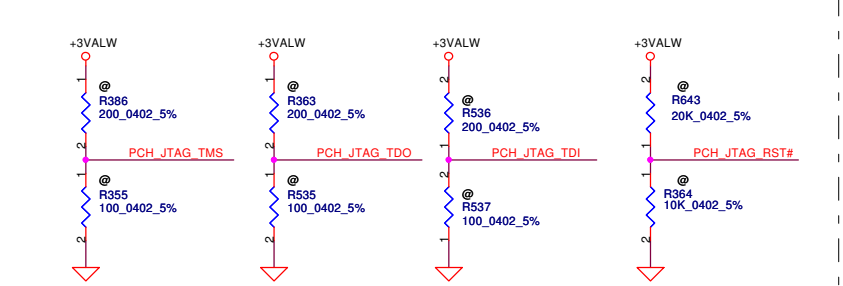 +3VALW +3VALW +3VALW +3VALW
1 @ 1 @ 2 @ 2 @
R386 R363 R536 R643
200_0402_5% 200_0402_5% 200_0402_5% 20K_0402_5%
2 2 1 1
PCH_JTAG_TMS PCH_JTAG_TDO PCH_JTAG_TDI PCH_JTAG_RST#
1 @ 1 @ 2 @ 1 @
R355 R535 R537 R364
100_0402_5% 100_0402_5% 100_0402_5% 10K_0402_5%
2 2 1 2